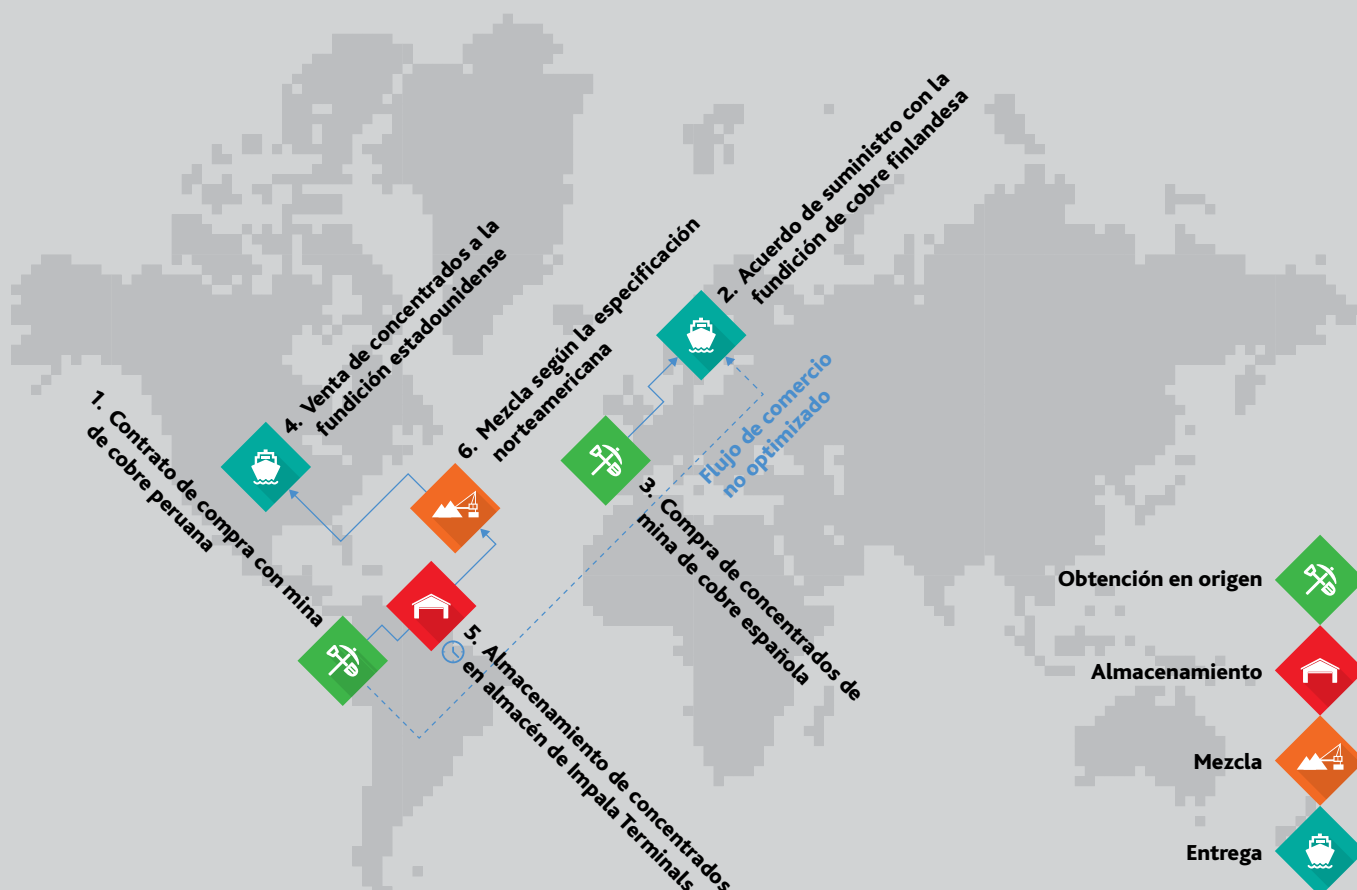 1. Contrato de compra con mina
de cobre peruana
2. Acuerdo de suministro con la
fundición de cobre finlandesa
3. Compra de concentrados de
mina de cobre española
4. Venta de concentrados a la
fundición estadounidense
5. Almacenamiento de concentrados
en almacén de Impala Terminals
6. Mezcla según la especificación
norteamericana
Flujo de comercio
no optimizado
Obtención en origen
Almacenamiento
Mezcla
Entrega